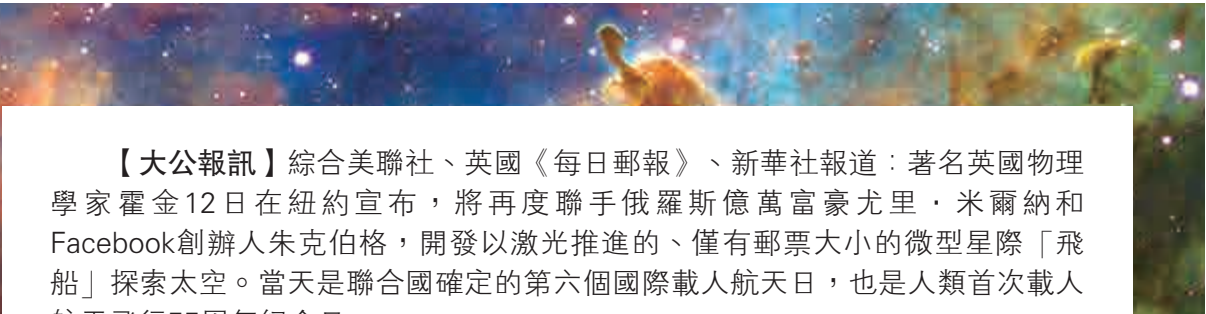 【大公報訊】綜合美聯社、英國《每日郵報》、新華社報道：著名英國物理
學家霍金12日在紐約宣布，將再度聯手俄羅斯億萬富豪尤里．米爾納和
Facebook創辦人朱克伯格，開發以激光推進的、僅有郵票大小的微型星際「飛
船」探索太空。當天是聯合國確定的第六個國際載人航天日，也是人類首次載人